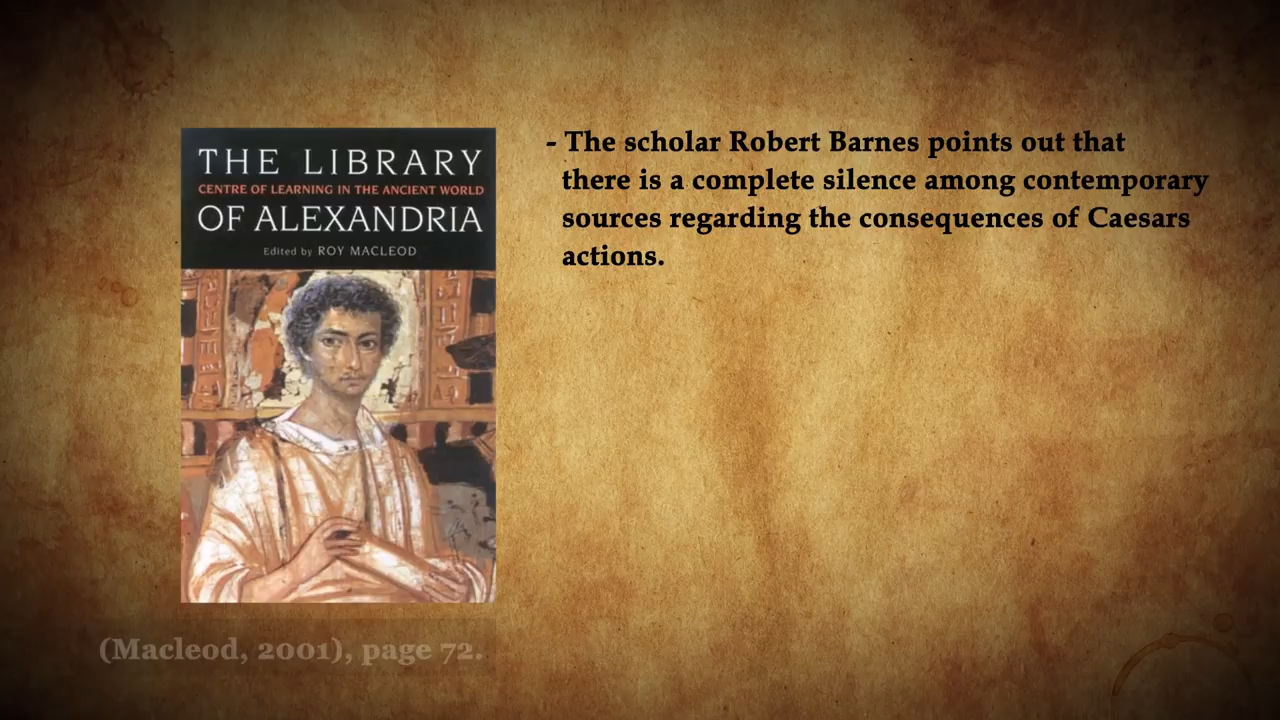 THE LIBRARY
CENTRE OF LEARNING IN THE ANCIENT WORLD
OF ALEXANDRIA
Edited by ROY MACLEOD
- The scholar Robert Barnes points out that
there is a complete silence among contemporary
sources regarding the consequences of Caesars
actions.
(Macleod, 2001), page 72.